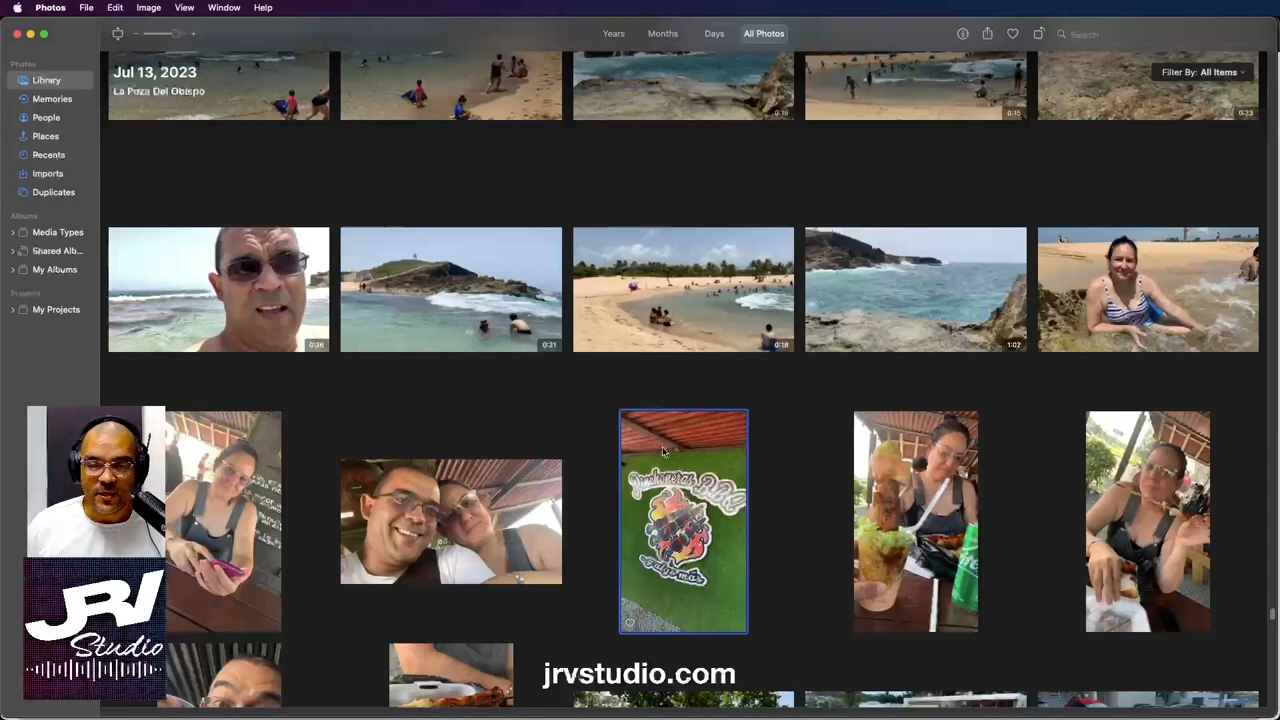 Photos File Edit Image View Window Help
Years Months Days All Photos
Search
Photos
Library
Memories
People
Places
Recents
Imports
Duplicates
Albums
Media Types
Shared Alb...
My Albums
Projects
My Projects
Jul 13, 2023
La Poza Del Obispo
Filter By: All Items
0:19
0:15
0:23
0:36
0:21
0:18
1:02
BBQ
JRV
Studio
jrvstudio.com